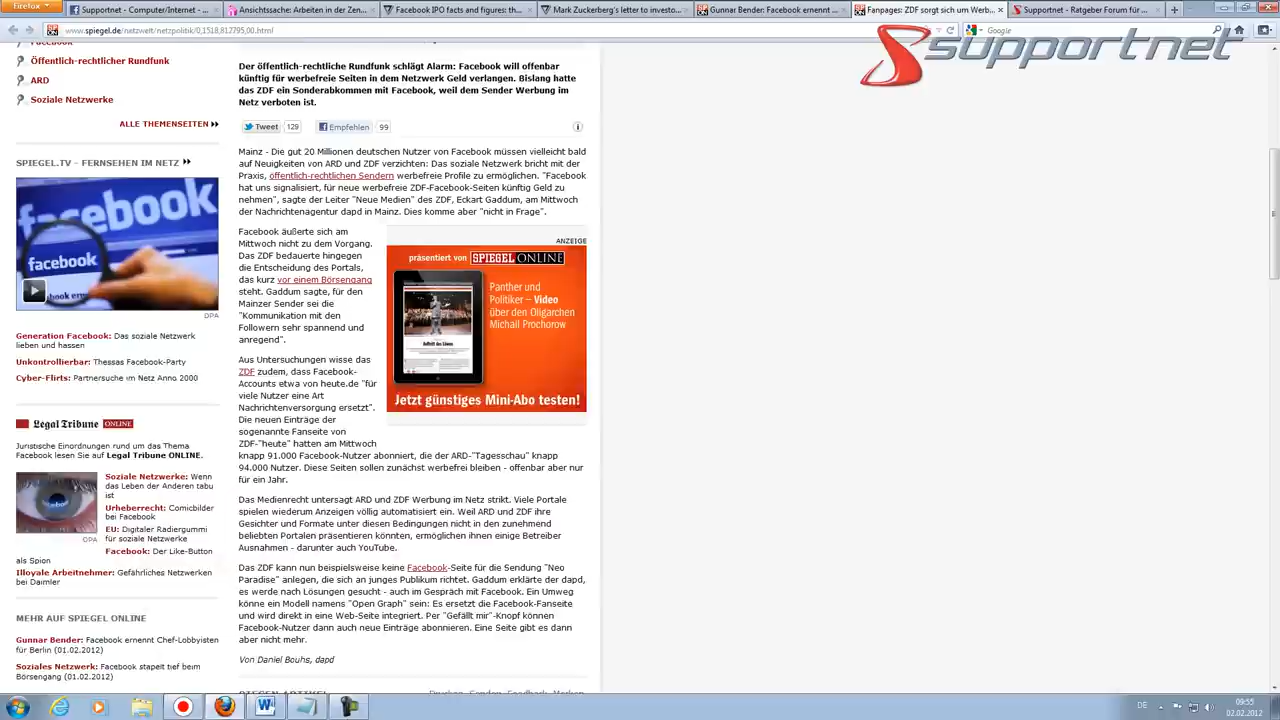 Firefox
Supportnet - Computer/Internet - ...
Ansichtssache: Arbeiten in der Zen...
Facebook IPO facts and figures: th...
Mark Zuckerberg's letter to investo...
Gunnar Bender: Facebook ernennt ...
Fanpages: ZDF sorgt sich um Werb...
Supportnet - Ratgeber Forum für ...
www.spiegel.de/netzwelt/netzpolitik/0,1518,812795,00.html
Google
supportnet
Facebook
Öffentlich-rechtlicher Rundfunk
ARD
Soziale Netzwerke
ALLE THEMENSEITEN
SPIEGEL.TV – FERNSEHEN IM NETZ
facebook
facebook
book ern
DPA
Generation Facebook: Das soziale Netzwerk
lieben und hassen
Unkontrollierbar: Thessas Facebook-Party
Cyber-Flirts: Partnersuche im Netz Anno 2000
Legal Tribune ONLINE
Juristische Einordnungen rund um das Thema
Facebook lesen Sie auf Legal Tribune ONLINE.
Soziale Netzwerke: Wenn
das Leben der Anderen tabu
ist
Urheberrecht: Comicbilder
bei Facebook
EU: Digitaler Radiergummi
für soziale Netzwerke
DPA
Facebook: Der Like-Button
als Spion
Illoyale Arbeitnehmer: Gefährliches Netzwerken
bei Daimler
MEHR AUF SPIEGEL ONLINE
Gunnar Bender: Facebook ernennt Chef-Lobbyisten
für Berlin (01.02.2012)
Soziales Netzwerk: Facebook stapelt tief beim
Börsengang (01.02.2012)
Der öffentlich-rechtliche Rundfunk schlägt Alarm: Facebook will offenbar
künftig für werbefreie Seiten in dem Netzwerk Geld verlangen. Bislang hatte
das ZDF ein Sonderabkommen mit Facebook, weil dem Sender Werbung im
Netz verboten ist.
Tweet 129 Empfehlen 99
Mainz - Die gut 20 Millionen deutschen Nutzer von Facebook müssen vielleicht bald
auf Neuigkeiten von ARD und ZDF verzichten: Das soziale Netzwerk bricht mit der
Praxis, öffentlich-rechtlichen Sendern werbefreie Profile zu ermöglichen. "Facebook
hat uns signalisiert, für neue werbefreie ZDF-Facebook-Seiten künftig Geld zu
nehmen", sagte der Leiter "Neue Medien" des ZDF, Eckart Gaddum, am Mittwoch
der Nachrichtenagentur dapd in Mainz. Dies komme aber "nicht in Frage".
Facebook äußerte sich am
Mittwoch nicht zu dem Vorgang.
Das ZDF bedauerte hingegen
die Entscheidung des Portals,
das kurz vor einem Börsengang
steht. Gaddum sagte, für den
Mainzer Sender sei die
"Kommunikation mit den
Followern sehr spannend und
anregend".
Aus Untersuchungen wisse das
ZDF zudem, dass Facebook-
Accounts etwa von heute.de "für
viele Nutzer eine Art
Nachrichtenversorgung ersetzt".
Die neuen Einträge der
sogenannte Fanseite von
ZDF-"heute" hatten am Mittwoch
knapp 91.000 Facebook-Nutzer abonniert, die der ARD-"Tagesschau" knapp
94.000 Nutzer. Diese Seiten sollen zunächst werbefrei bleiben - offenbar aber nur
für ein Jahr.
ANZEIGE
präsentiert von SPIEGEL ONLINE
Panther und
Politiker – Video
über den Oligarchen
Michail Prochorow
Jetzt günstiges Mini-Abo testen!
Das Medienrecht untersagt ARD und ZDF Werbung im Netz strikt. Viele Portale
spielen wiederum Anzeigen völlig automatisiert ein. Weil ARD und ZDF ihre
Gesichter und Formate unter diesen Bedingungen nicht in den zunehmend
beliebten Portalen präsentieren könnten, ermöglichen ihnen einige Betreiber
Ausnahmen - darunter auch YouTube.
Das ZDF kann nun beispielsweise keine Facebook-Seite für die Sendung "Neo
Paradise" anlegen, die sich an junges Publikum richtet. Gaddum erklärte der dapd,
es werde nach Lösungen gesucht - auch im Gespräch mit Facebook. Ein Umweg
könne ein Modell namens "Open Graph" sein: Es ersetzt die Facebook-Fanseite
und wird direkt in eine Web-Seite integriert. Per "Gefällt mir"-Knopf können
Facebook-Nutzer dann auch neue Einträge abonnieren. Eine Seite gibt es dann
aber nicht mehr.
Von Daniel Bouhs, dapd
DIESEN ARTIKEL Drucken Senden Feedback Merken
DE
09:55
02.02.2012